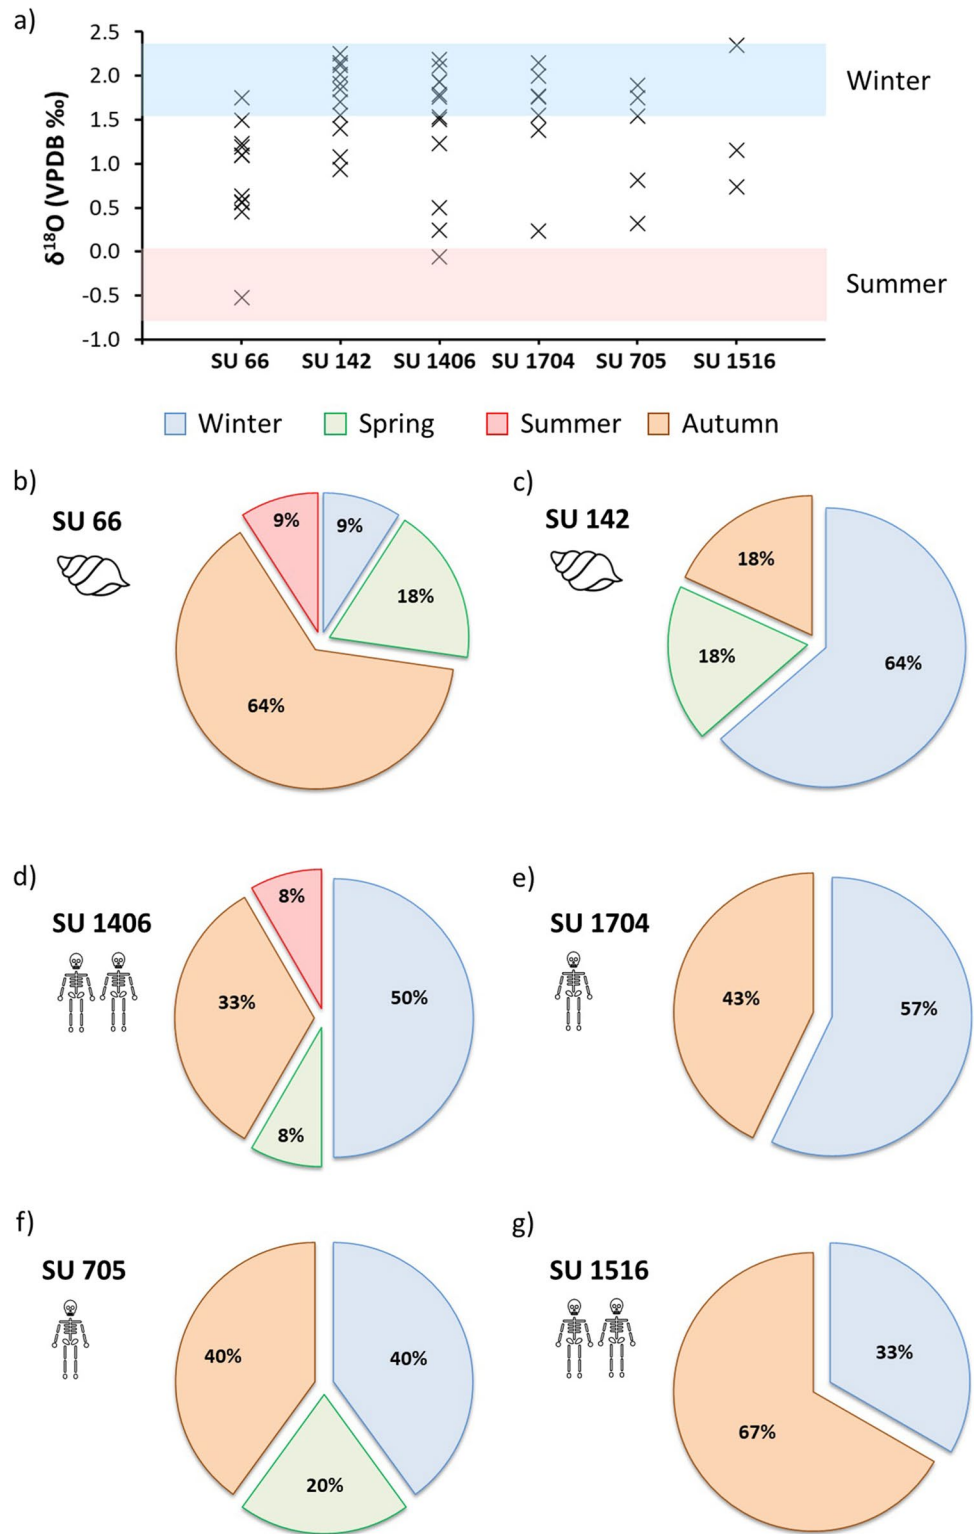 a)
δ¹⁸O (VPDB ‰)
2.5
2.0
1.5
1.0
0.5
0.0
-0.5
-1.0
Winter
Summer
SU 66 SU 142 SU 1406 SU 1704 SU 705 SU 1516
Winter Spring Summer Autumn
b)
SU 66
9%
9%
18%
64%
c)
SU 142
18%
18%
64%
d)
SU 1406
8%
33%
50%
8%
e)
SU 1704
43%
57%
f)
SU 705
40%
40%
20%
g)
SU 1516
33%
67%